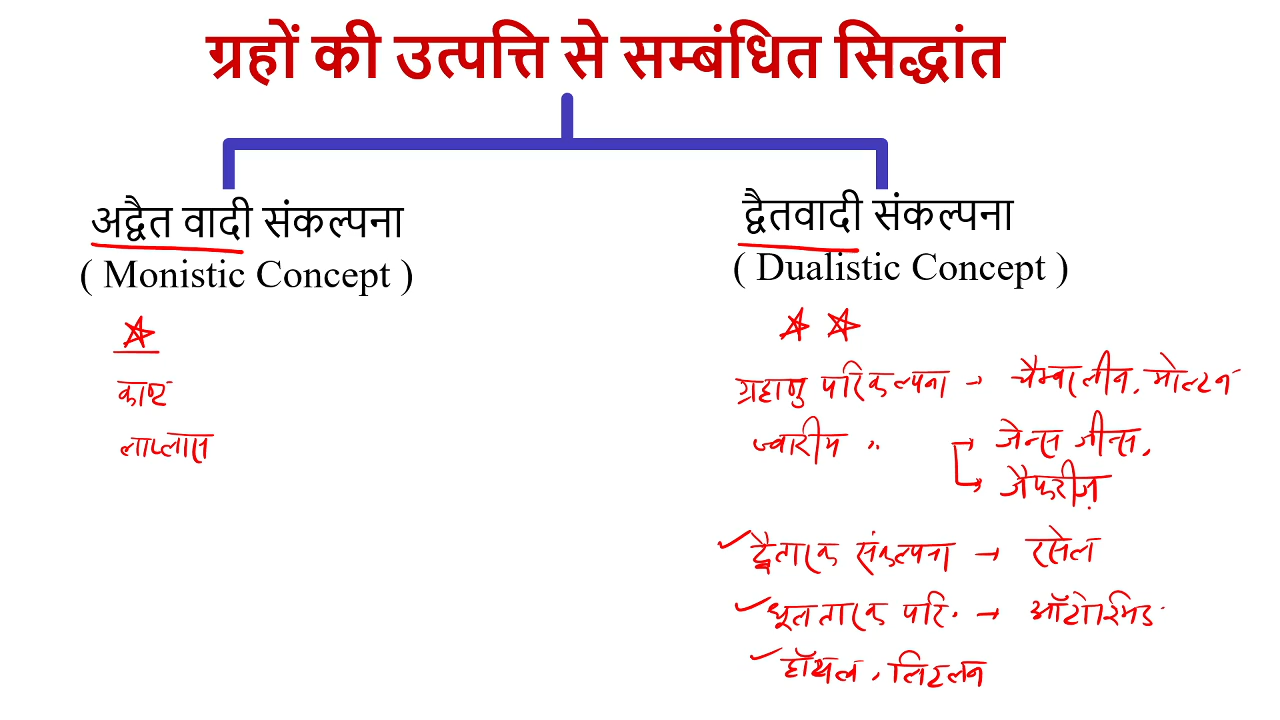 ग्रहों की उत्पत्ति से सम्बंधित सिद्धांत
अद्वैत वादी संकल्पना
( Monistic Concept )
काण्ट
लाप्लास
द्वैतवादी संकल्पना
( Dualistic Concept )
ग्रहाणु परिकल्पना → चैम्बरलीन, मोल्टन
ज्वारीय " → जेम्स जीन्स,
→ जैफरीज़
द्वैतारक संकल्पना → रसेल
धूल तारक परि. → ऑटोश्मिड
हॉयल, लिटलन